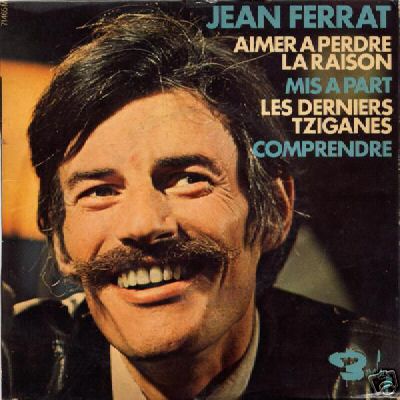 JEAN FERRAT
AIMER A PERDRE
LA RAISON
MIS A PART
LES DERNIERS
TZIGANES
COMPRENDRE